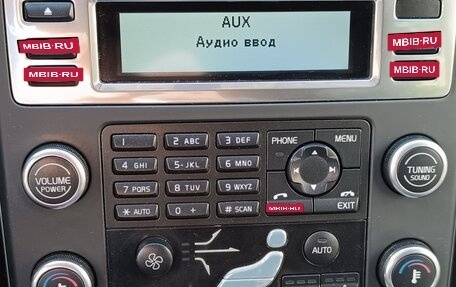 AUX
MBIB-RU
Аудио ввод
MBIB-RU
MBIB-RU
MBIB-RU
1 2 ABC 3 DEF PHONE MENU
4 GHI 5-JKL 6 MNO
VOLUME
POWER
TUNING
SOUND
7 PQRS 8 TUV 9 WXYZ
* AUTO 0 + # SCAN MBIB-RU EXIT
AUTO